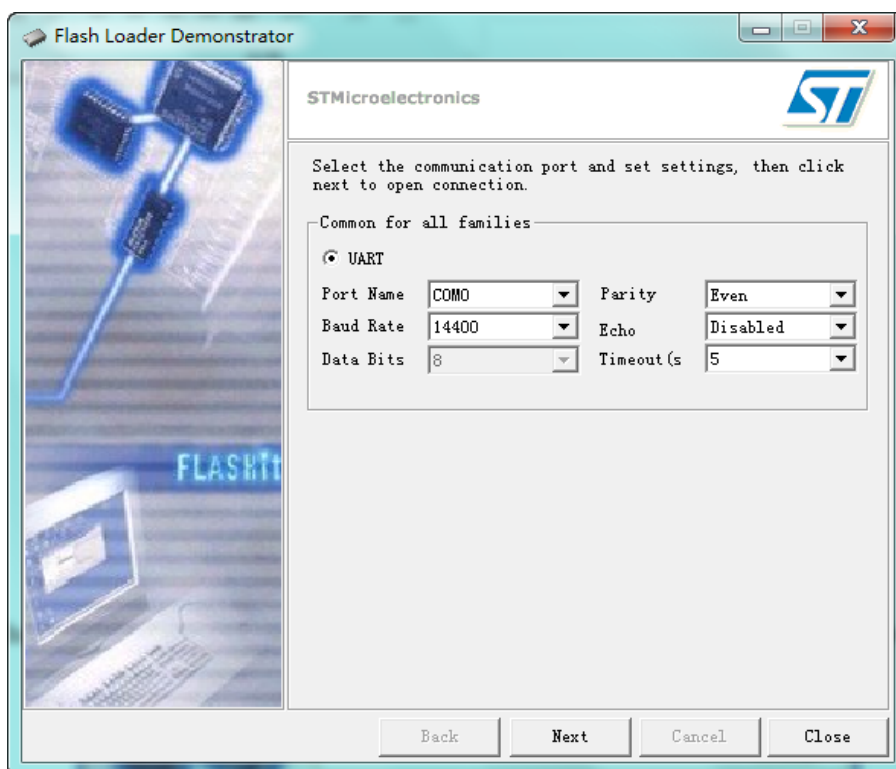 Flash Loader Demonstrator
STMicroelectronics
ST
Select the communication port and set settings, then click
next to open connection.
Common for all families
UART
Port Name COM0 Parity Even
Baud Rate 14400 Echo Disabled
Data Bits 8 Timeout(s 5
FLASHit
Back Next Cancel Close